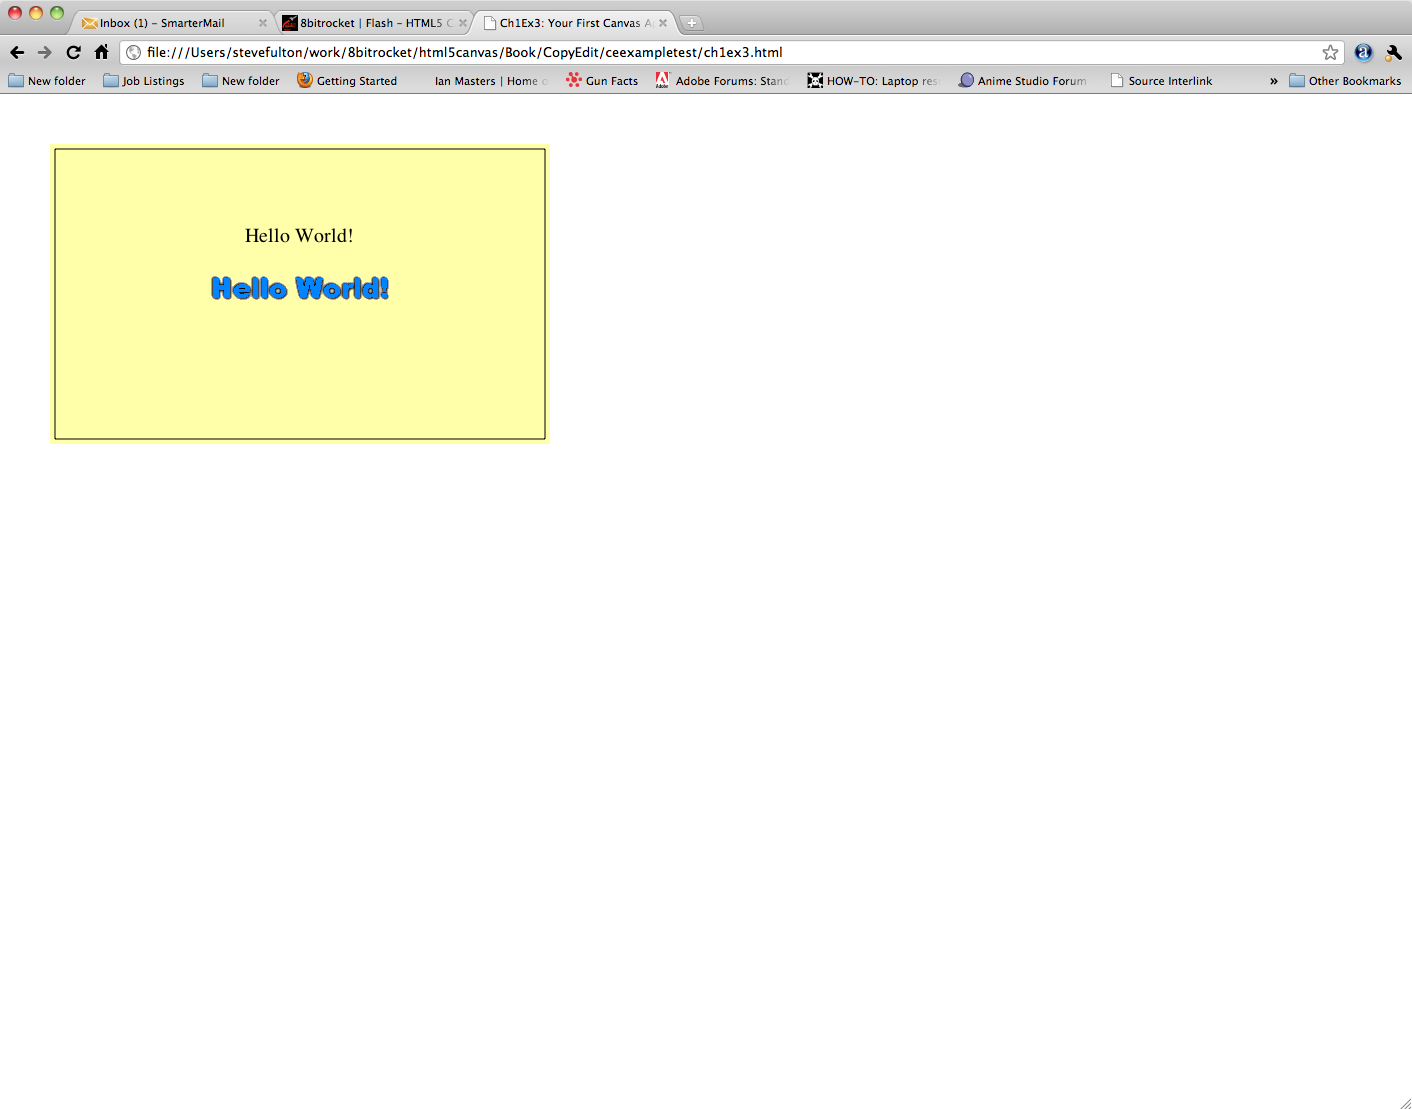 Inbox (1) – SmarterMail
8bitrocket | Flash – HTML5 C
Ch1Ex3: Your First Canvas A
file:///Users/stevefulton/work/8bitrocket/html5canvas/Book/CopyEdit/ceexampletest/ch1ex3.html
New folder Job Listings New folder Getting Started Ian Masters | Home o Gun Facts Adobe Forums: Stand HOW-TO: Laptop res Anime Studio Forum Source Interlink » Other Bookmarks
Hello World!
Hello World!